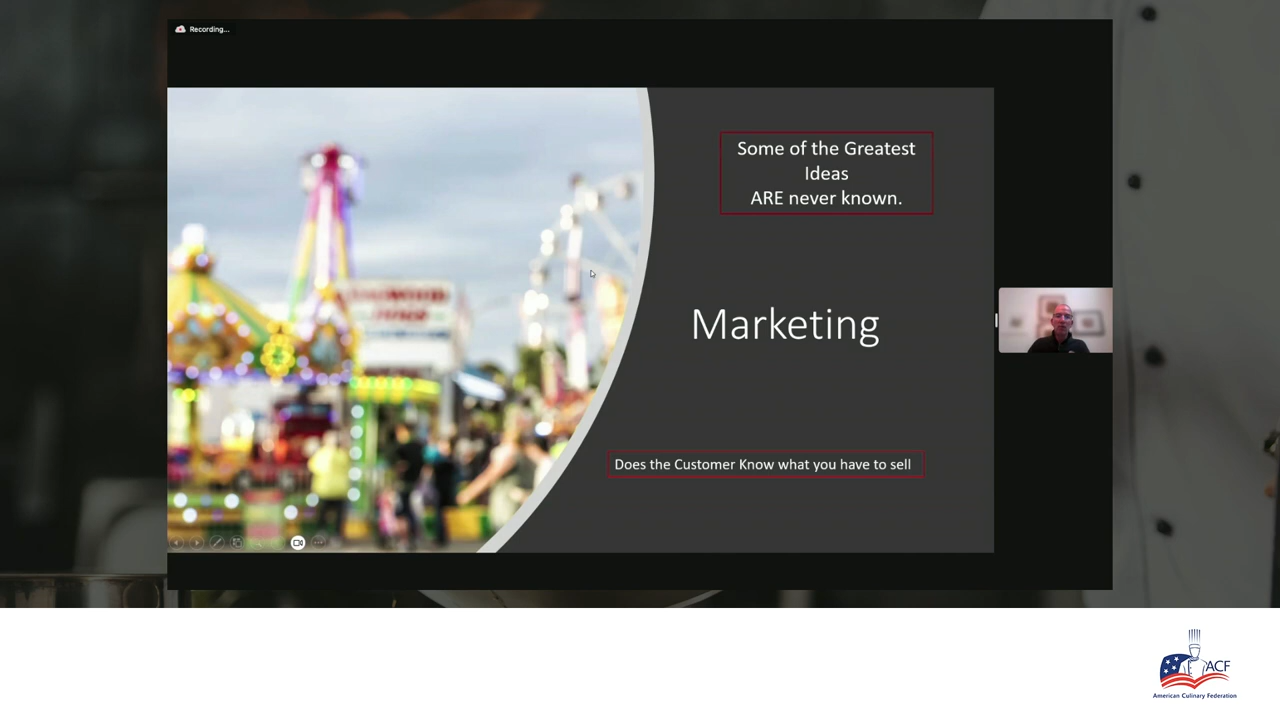 Recording...
Some of the Greatest
Ideas
ARE never known.
Marketing
Does the Customer Know what you have to sell
ACF
American Culinary Federation